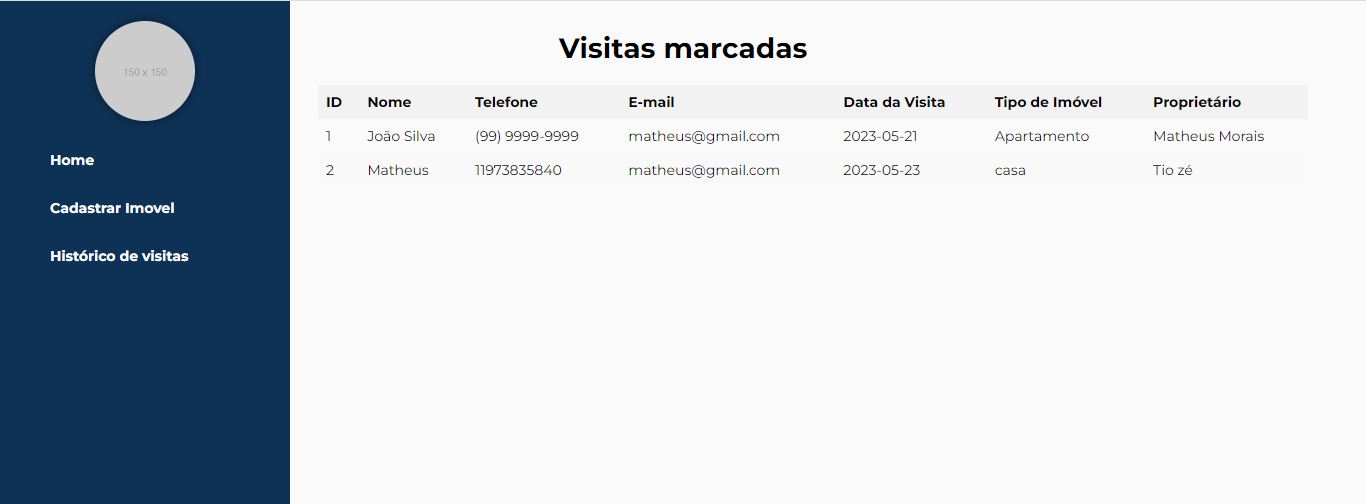 150 x 150
Home
Cadastrar Imovel
Histórico de visitas
Visitas marcadas
ID Nome Telefone E-mail Data da Visita Tipo de Imóvel Proprietário
1 João Silva (99) 9999-9999 matheus@gmail.com 2023-05-21 Apartamento Matheus Morais
2 Matheus 11973835840 matheus@gmail.com 2023-05-23 casa Tio zé